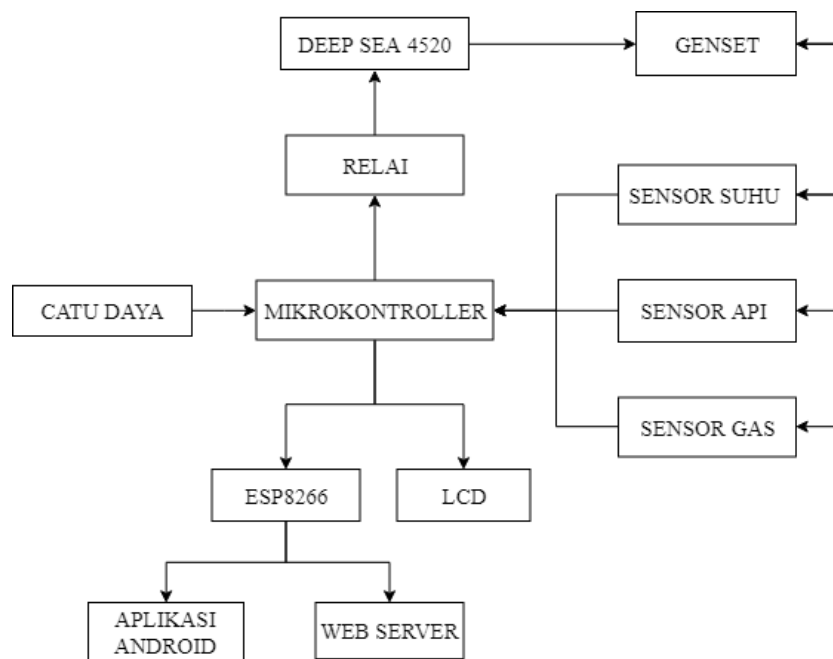 DEEP SEA 4520
GENSET
RELAI
SENSOR SUHU
CATU DAYA
MIKROKONTROLLER
SENSOR API
SENSOR GAS
ESP8266
LCD
APLIKASI
ANDROID
WEB SERVER